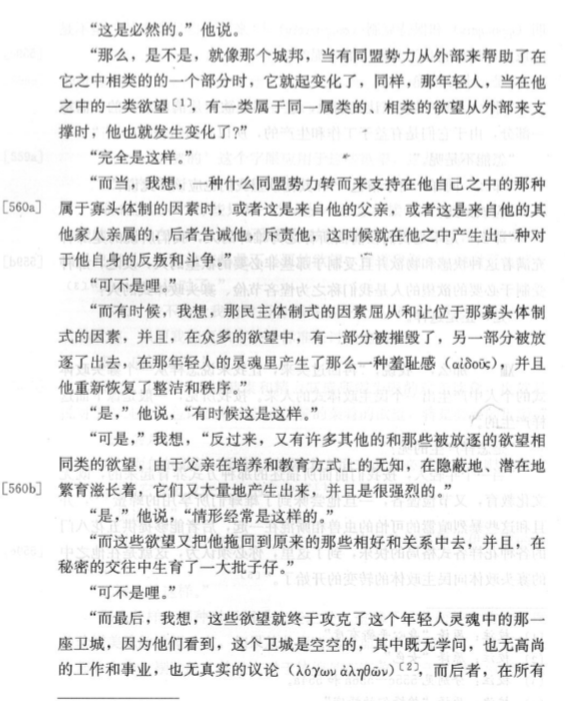 “这是必然的。”他说。
“那么，是不是，就像那个城邦，当有同盟势力从外部来帮助了在
它之中相类的的一个部分时，它就起变化了，同样，那年轻人，当在他
之中的一类欲望〔1〕，有一类属于同一属类的、相类的欲望从外部来支
撑时，他也就发生变化了？”
“完全是这样。”
“而当，我想，一种什么同盟势力转而来支持在他自己之中的那种
[560a] 属于寡头体制的因素时，或者这是来自他的父亲，或者这是来自他的其
他家人亲属的，后者告诫他、斥责他，这时候就在他之中产生出一种对
于他自身的反叛和斗争。”
“可不是哩。”
“而有时候，我想，那民主体制式的因素屈从和让位于那寡头体制
式的因素，并且，在众多的欲望中，有一部分被摧毁了，另一部分被放
逐了出去，在那年轻人的灵魂里产生了那么一种羞耻感（αἰδοῦς），并且
他重新恢复了整洁和秩序。”
“是，”他说，“有时候这是这样。”
“可是，”我想，“反过来，又有许多其他的和那些被放逐的欲望相
同类的欲望，由于父亲在培养和教育方式上的无知，在隐蔽地、潜在地
[560b] 繁育滋长着，它们又大量地产生出来，并且是很强烈的。”
“是，”他说，“情形经常是这样的。”
“而这些欲望又把他拖回到原来的那些相好和关系中去，并且，在
秘密的交往中生育了一大批子仔。”
“可不是哩。”
“而最后，我想，这些欲望就终于攻克了这个年轻人灵魂中的那一
座卫城，因为他们看到，这个卫城是空空的，其中既无学问，也无高尚
的工作和事业，也无真实的议论（λόγων ἀληθῶν）〔2〕，而后者，在所有